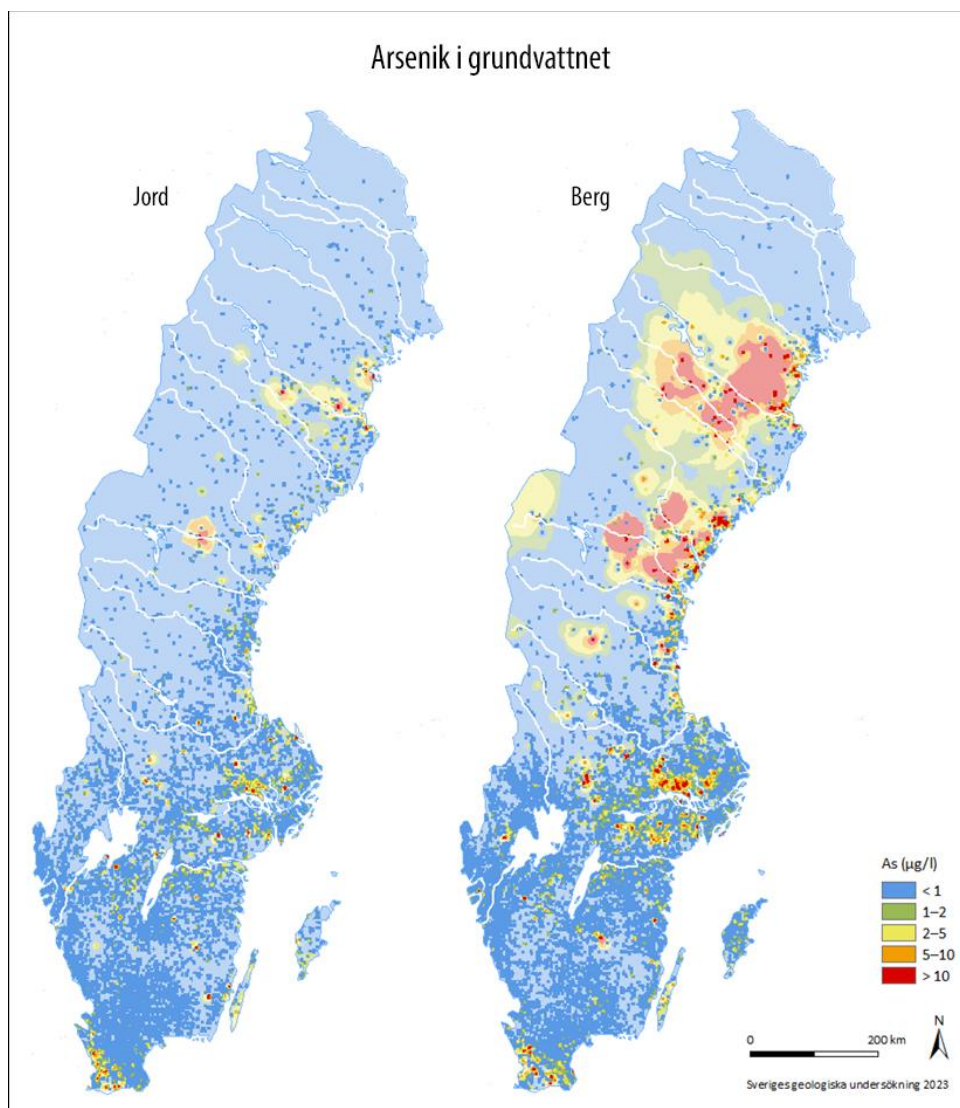 Arsenik i grundvattnet
Jord
Berg
As (µg/l)
< 1
1–2
2–5
5–10
> 10
N
0 200 km
Sveriges geologiska undersökning 2023